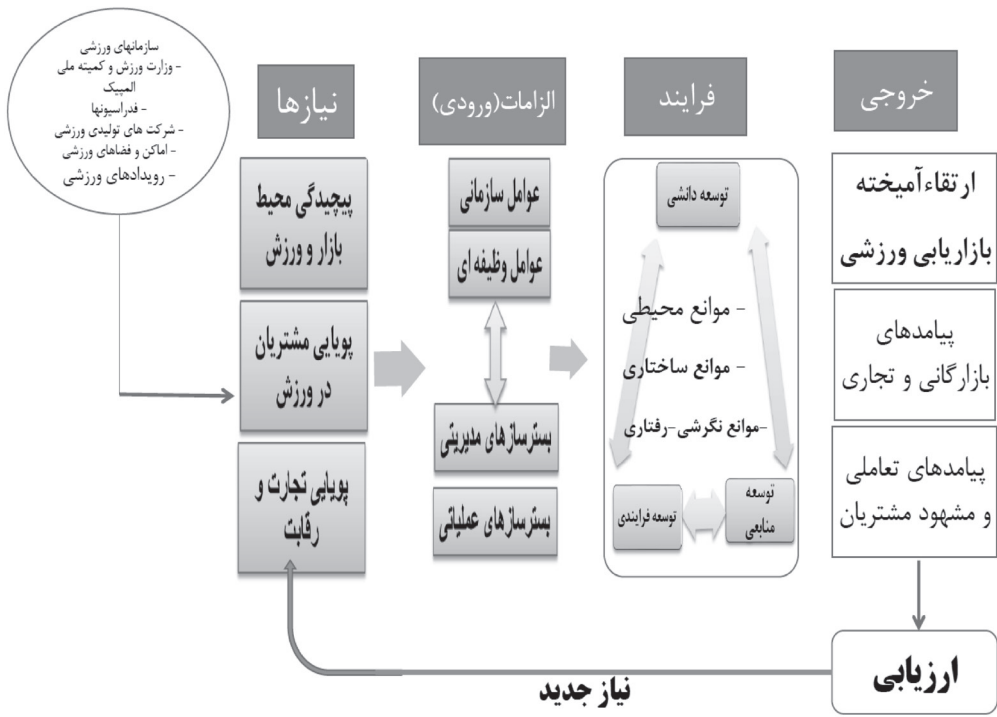 سازمانهای ورزشی
- وزارت ورزش و کمیته ملی
المپیک
- فدراسیونها
- شرکت های تولیدی ورزشی
- اماکن و فضاهای ورزشی
- رویدادهای ورزشی
نیازها
پیچیدگی محیط
بازار و ورزش
پویایی مشتریان
در ورزش
پویایی تجارت و
رقابت
الزامات(ورودی)
عوامل سازمانی
عوامل وظیفه ای
بسترسازهای مدیریتی
بسترسازهای عملیاتی
فرایند
توسعه دانشی
- موانع محیطی
- موانع ساختاری
-موانع نگرشی-رفتاری
توسعه
منابعی
توسعه فرایندی
خروجی
ارتقاءآمیخته
بازاریابی ورزشی
پیامدهای
بازارگانی و تجاری
پیامدهای تعاملی
و مشهود مشتریان
ارزیابی
نیاز جدید